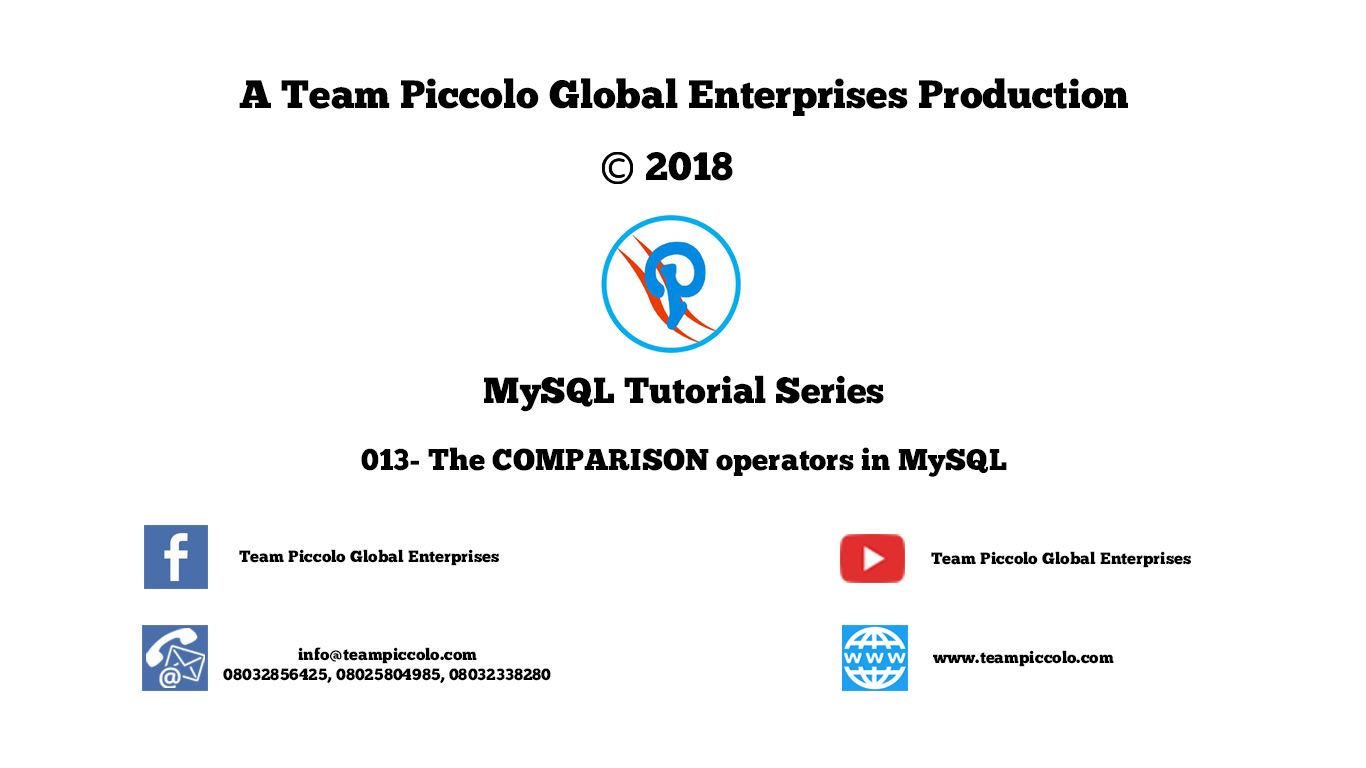 A Team Piccolo Global Enterprises Production
© 2018
P
MySQL Tutorial Series
013- The COMPARISON operators in MySQL
f
Team Piccolo Global Enterprises
Team Piccolo Global Enterprises
@
info@teampiccolo.com
08032856425, 08025804985, 08032338280
WWW
www.teampiccolo.com